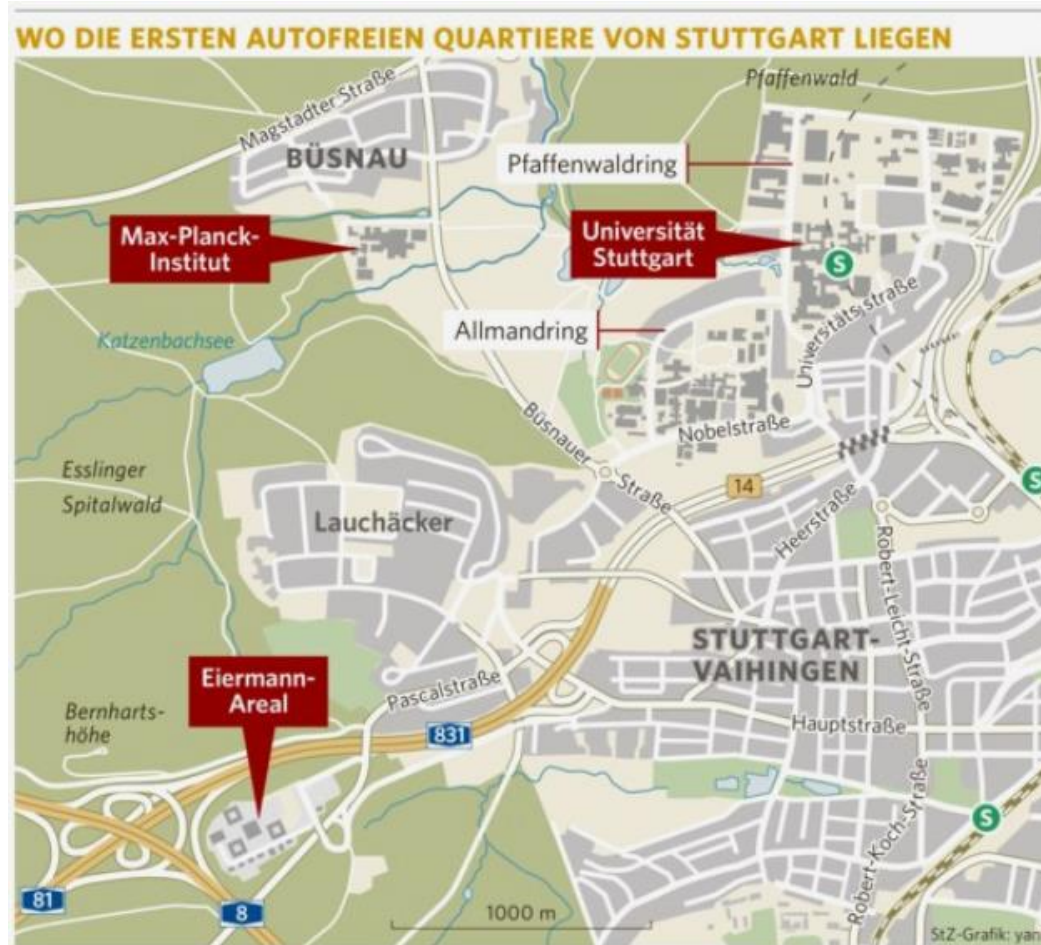 WO DIE ERSTEN AUTOFREIEN QUARTIERE VON STUTTGART LIEGEN
Pfaffenwald
Magstadter Straße
BÜSNAU
Pfaffenwaldring
Max-Planck-
Institut
Universität
Stuttgart
S
Allmandring
Katzenbachsee
Universitätsstraße
Büsnauer Straße
Nobelstraße
Esslinger
Spitalwald
14
S
Lauchäcker
Heerstraße
Robert-Leicht-Straße
STUTTGART-
VAIHINGEN
Eiermann-
Areal
Pascalstraße
Bernharts-
höhe
831
Hauptstraße
S
Robert-Koch-Straße
81
8
1000 m
StZ-Grafik: yan